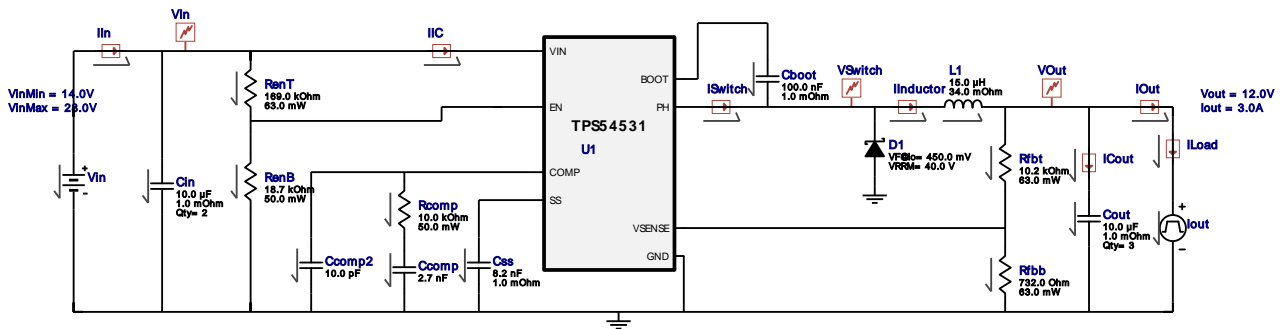 VIn
IIn
IIC
VIN
BOOT
EN
PH
TPS54531
U1
COMP
SS
VSENSE
GND
VinMin = 14.0V
VinMax = 28.0V
Vin
+
-
Cin
10.0 µF
1.0 mOhm
Qty= 2
RenT
169.0 kOhm
63.0 mW
RenB
18.7 kOhm
50.0 mW
Rcomp
10.0 kOhm
50.0 mW
Ccomp2
10.0 pF
Ccomp
2.7 nF
Css
8.2 nF
1.0 mOhm
Cboot
100.0 nF
1.0 mOhm
ISwitch
VSwitch
IInductor
L1
15.0 µH
34.0 mOhm
VOut
IOut
Vout = 12.0V
Iout = 3.0A
D1
450.0 mV
VRRM= 40.0 V
Rfbt
10.2 kOhm
63.0 mW
ICout
ILoad
Cout
10.0 µF
1.0 mOhm
Qty= 3
+
Iout
-
Rfbb
732.0 Ohm
63.0 mW